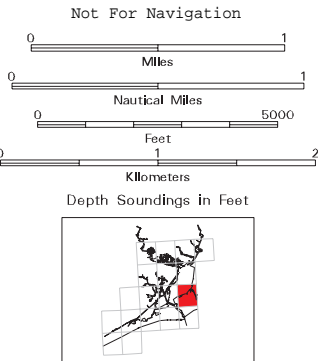 Not For Navigation
0 1
Miles
0 1
Nautical Miles
0 5000
Feet
0 1 2
Kilometers
Depth Soundings in Feet